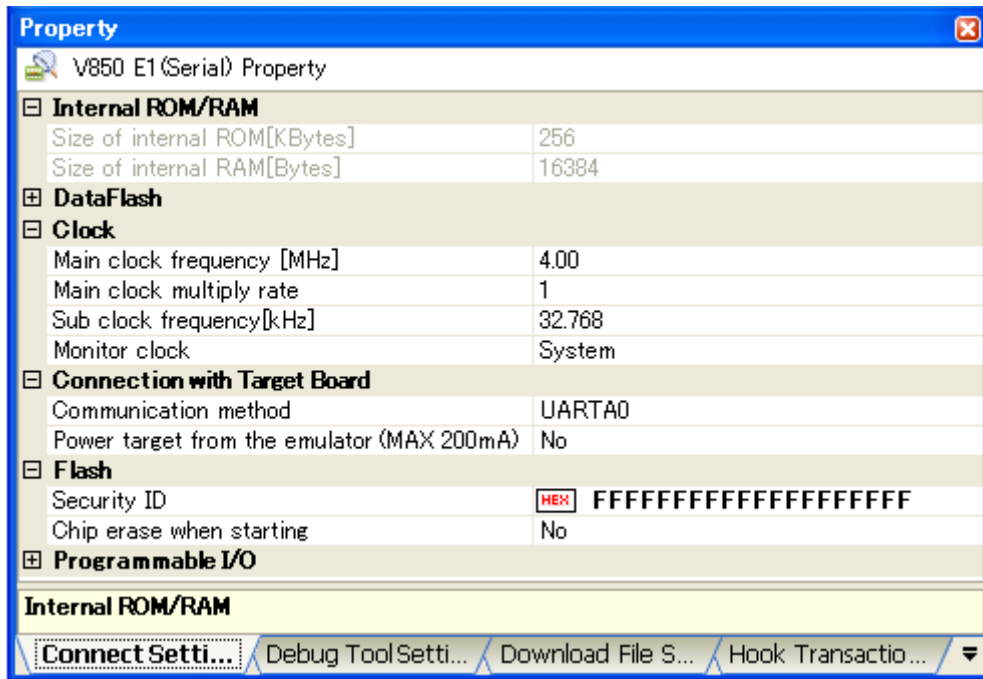 Property
V850 E1(Serial) Property
Internal ROM/RAM
Size of internal ROM[KBytes] 256
Size of internal RAM[Bytes] 16384
DataFlash
Clock
Main clock frequency [MHz] 4.00
Main clock multiply rate 1
Sub clock frequency[kHz] 32.768
Monitor clock System
Connection with Target Board
Communication method UARTA0
Power target from the emulator (MAX 200mA) No
Flash
Security ID HEX FFFFFFFFFFFFFFFFFFFF
Chip erase when starting No
Programmable I/O
Internal ROM/RAM
Connect Setti... Debug Tool Setti... Download File S... Hook Transactio...